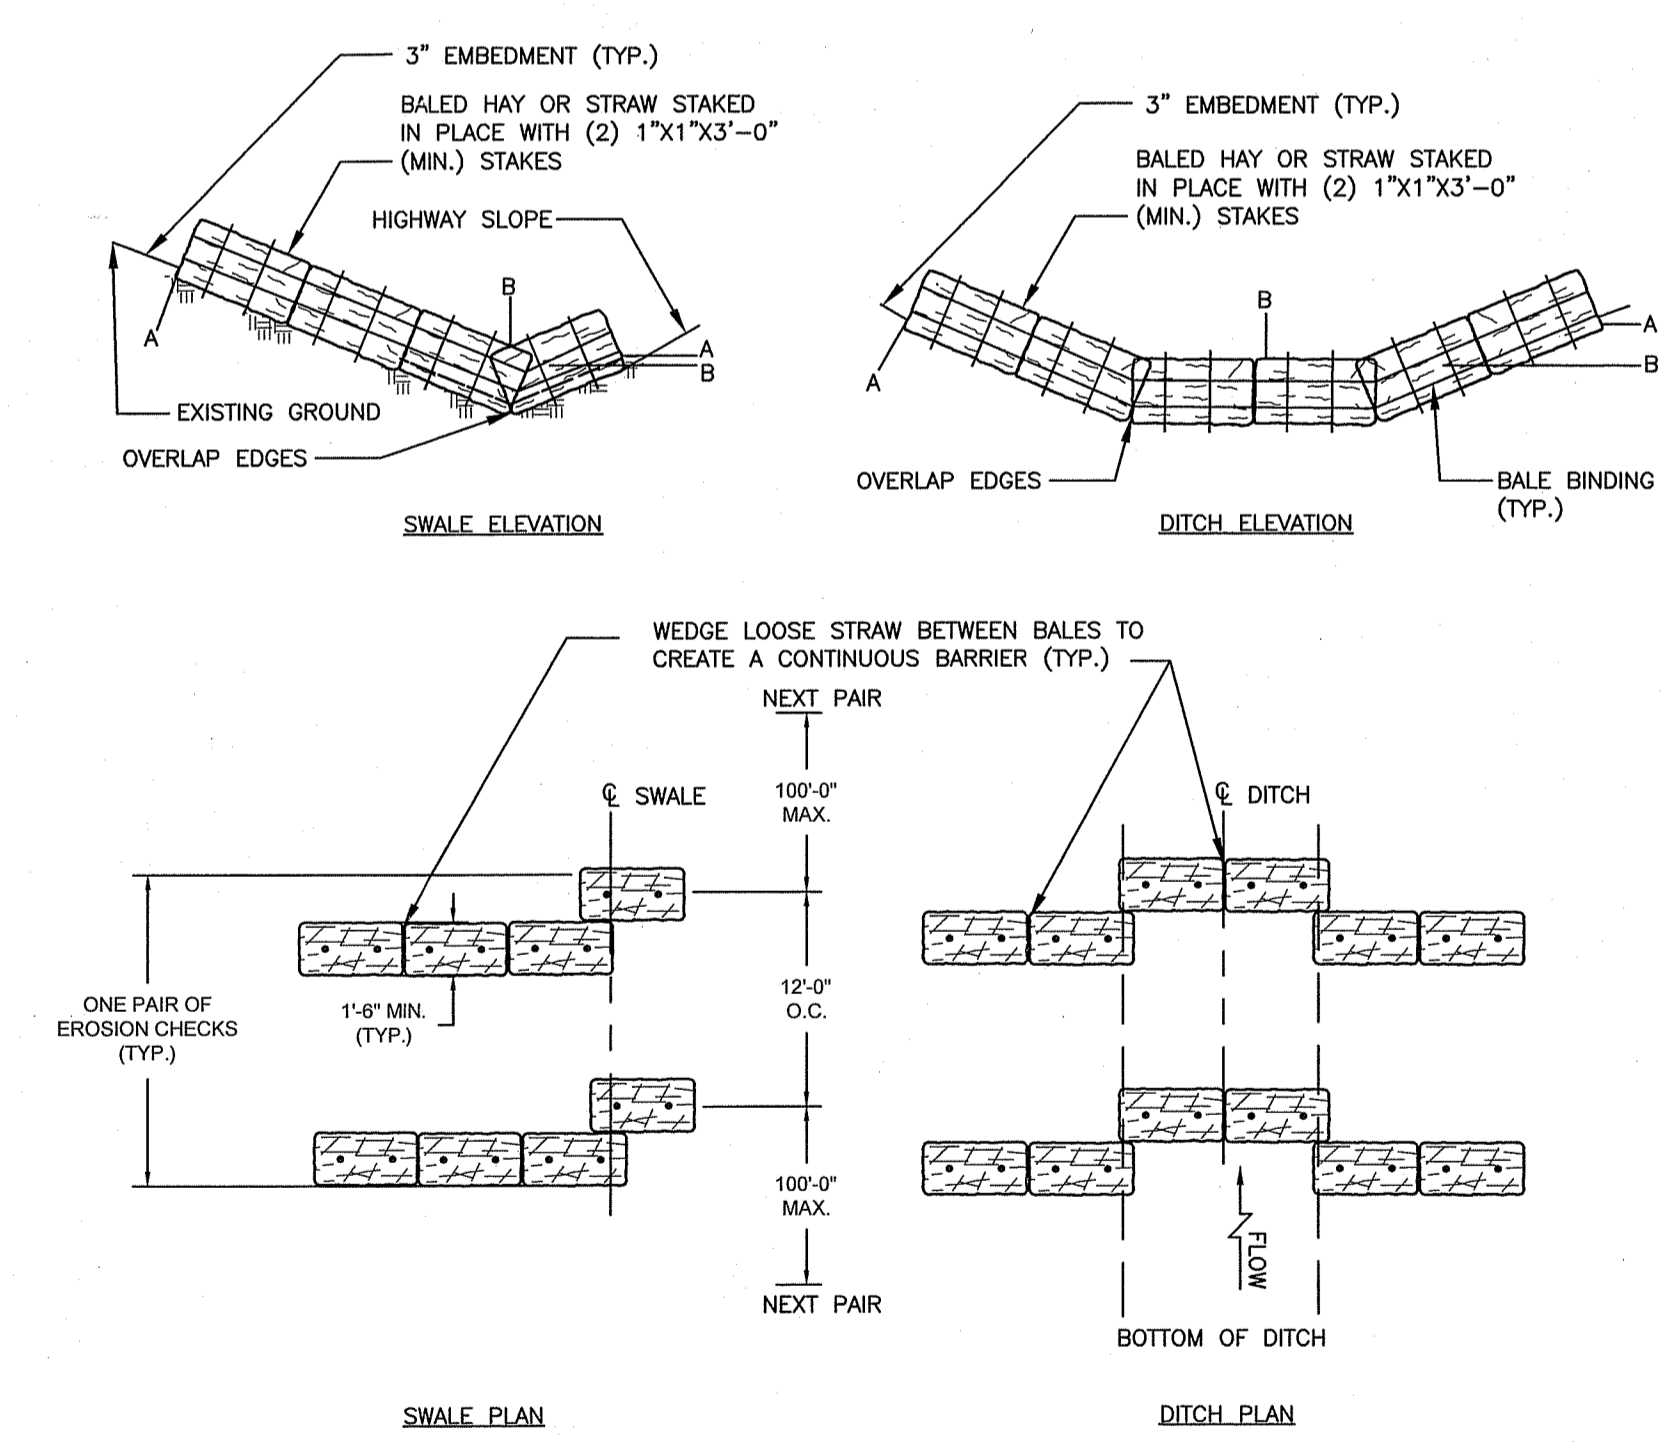 3" EMBEDMENT (TYP.)
BALED HAY OR STRAW STAKED
IN PLACE WITH (2) 1"X1"X3'-0"
(MIN.) STAKES
HIGHWAY SLOPE
B
A
A
B
EXISTING GROUND
OVERLAP EDGES
SWALE ELEVATION
3" EMBEDMENT (TYP.)
BALED HAY OR STRAW STAKED
IN PLACE WITH (2) 1"X1"X3'-0"
(MIN.) STAKES
B
A
B
A
OVERLAP EDGES
BALE BINDING
(TYP.)
DITCH ELEVATION
WEDGE LOOSE STRAW BETWEEN BALES TO
CREATE A CONTINUOUS BARRIER (TYP.)
NEXT PAIR
100'-0"
MAX.
℄ SWALE
12'-0"
O.C.
ONE PAIR OF
EROSION CHECKS
(TYP.)
1'-6" MIN.
(TYP.)
100'-0"
MAX.
NEXT PAIR
SWALE PLAN
℄ DITCH
FLOW
BOTTOM OF DITCH
DITCH PLAN